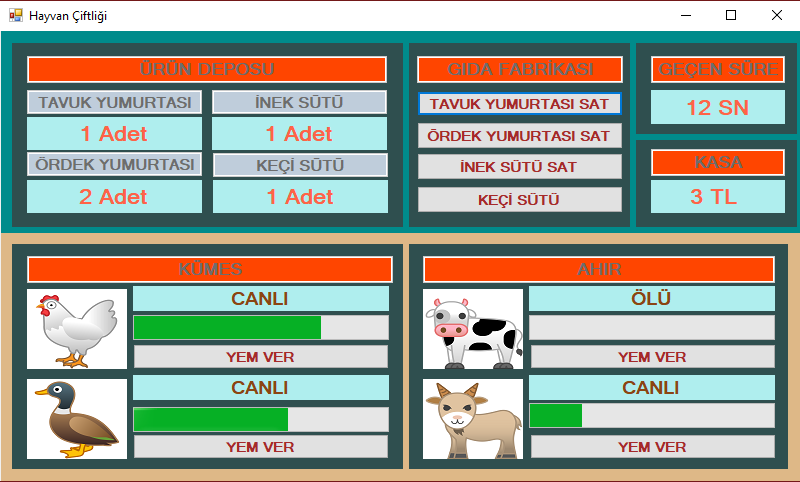 Hayvan Çiftliği
ÜRÜN DEPOSU
TAVUK YUMURTASI
İNEK SÜTÜ
1 Adet
1 Adet
ÖRDEK YUMURTASI
KEÇİ SÜTÜ
2 Adet
1 Adet
GIDA FABRİKASI
TAVUK YUMURTASI SAT
ÖRDEK YUMURTASI SAT
İNEK SÜTÜ SAT
KEÇİ SÜTÜ
GEÇEN SÜRE
12 SN
KASA
3 TL
KÜMES
CANLI
YEM VER
CANLI
YEM VER
AHIR
ÖLÜ
YEM VER
CANLI
YEM VER